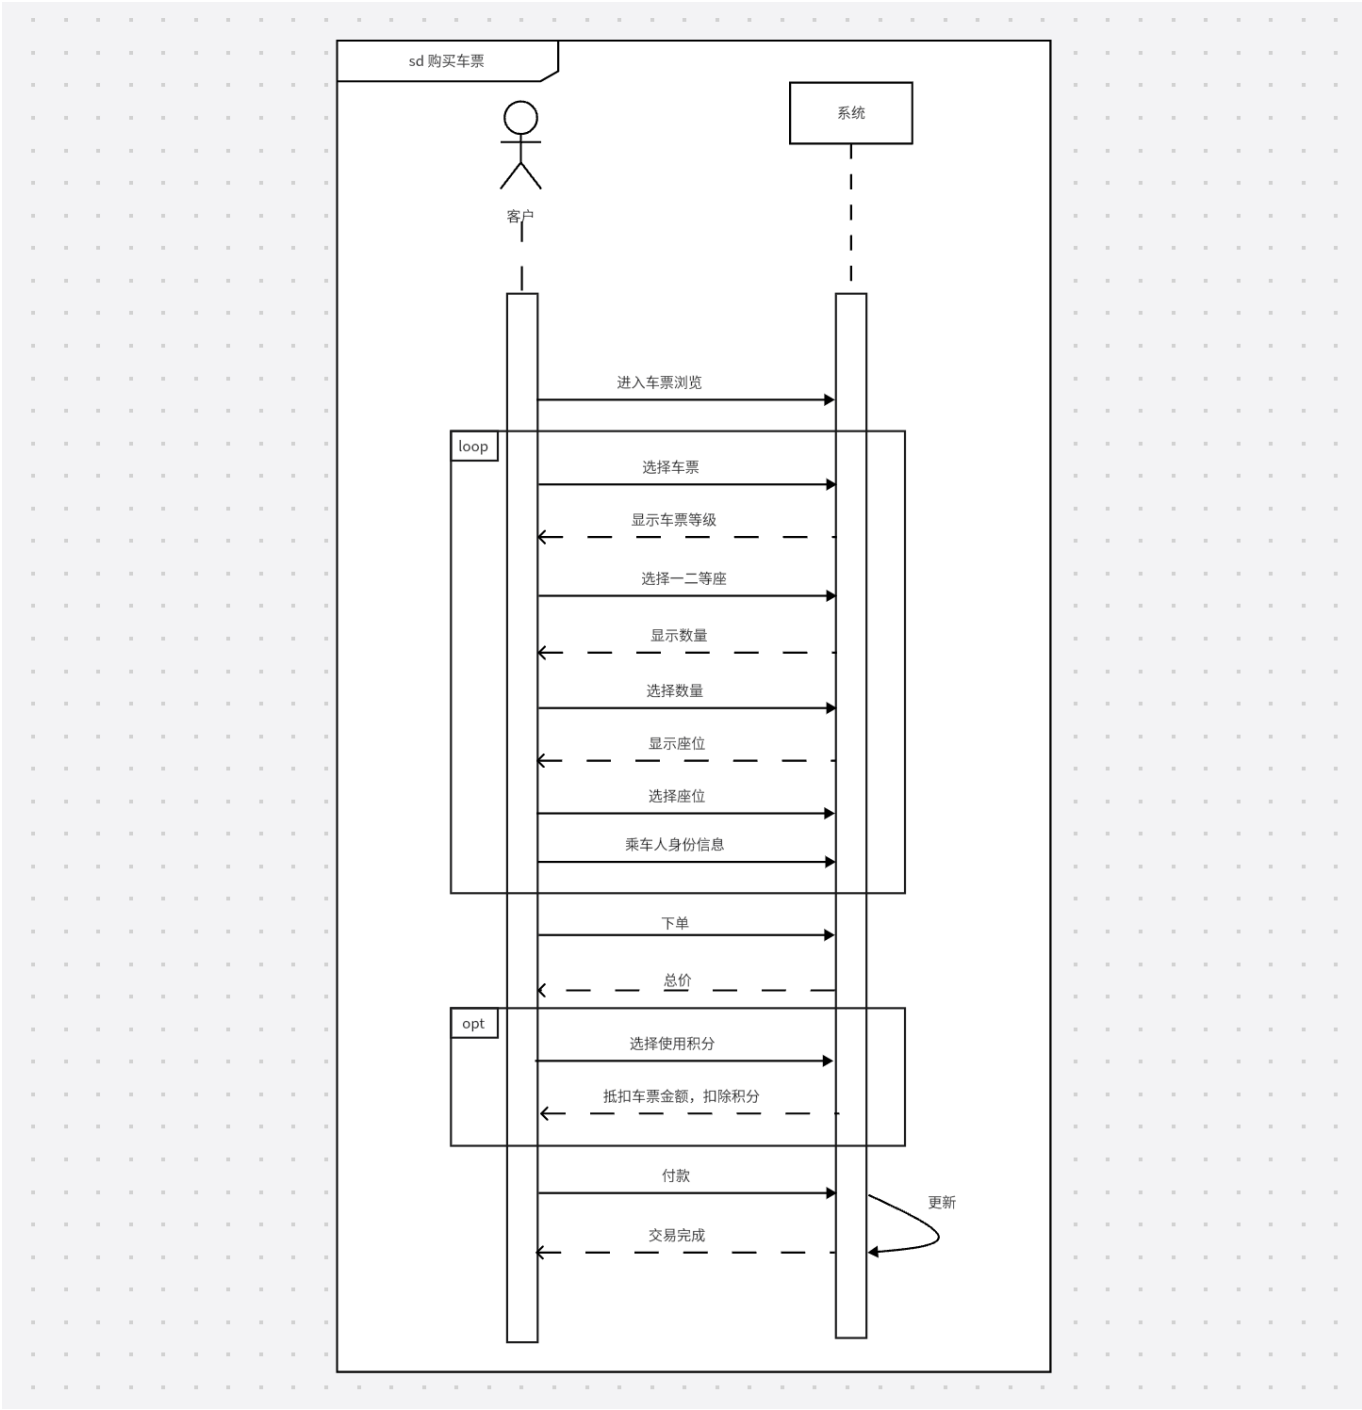 sd 购买车票
系统
客户
进入车票浏览
loop
选择车票
显示车票等级
选择一二等座
显示数量
选择数量
显示座位
选择座位
乘车人身份信息
下单
总价
opt
选择使用积分
抵扣车票金额，扣除积分
付款
更新
交易完成